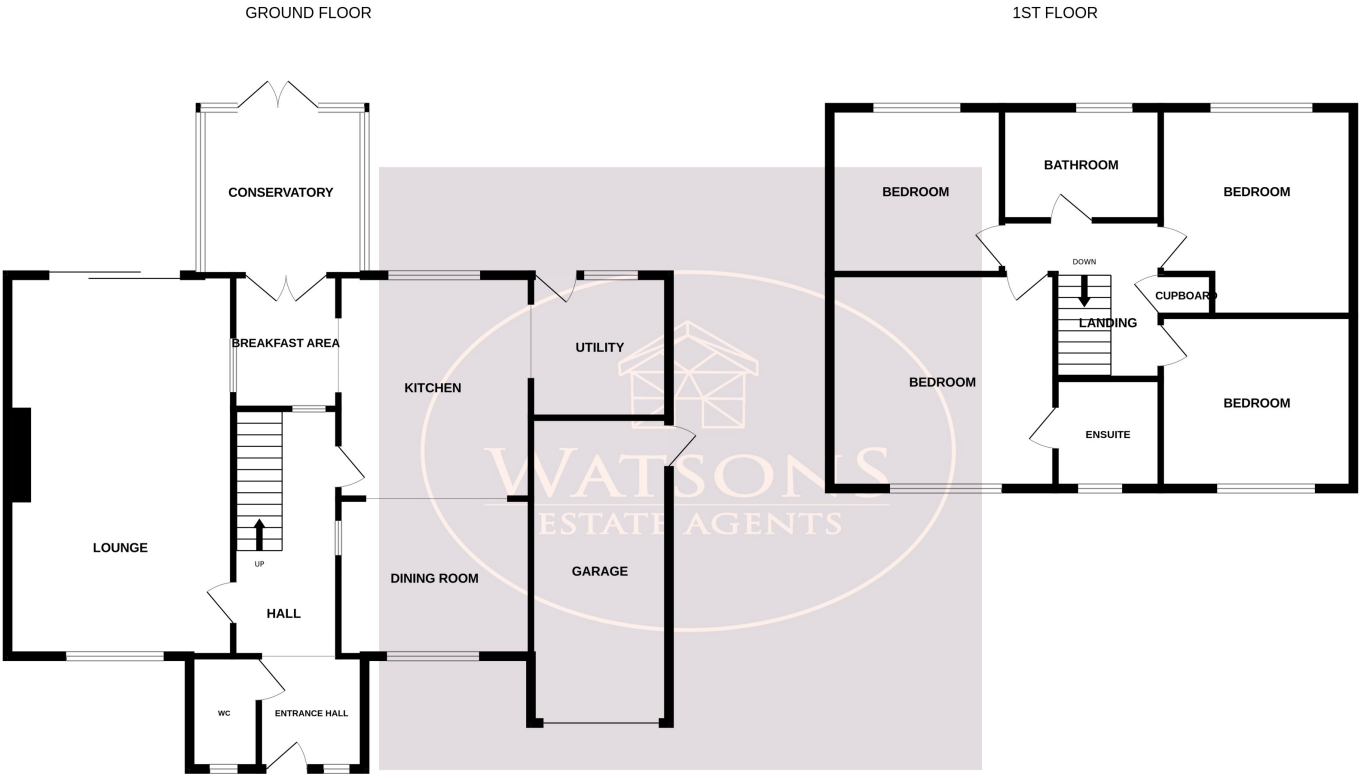 GROUND FLOOR
1ST FLOOR
CONSERVATORY
BREAKFAST AREA
KITCHEN
UTILITY
LOUNGE
UP
HALL
DINING ROOM
GARAGE
WC
ENTRANCE HALL
BEDROOM
BATHROOM
BEDROOM
DOWN
CUPBOARD
LANDING
BEDROOM
ENSUITE
BEDROOM
WATSONS
ESTATE AGENTS